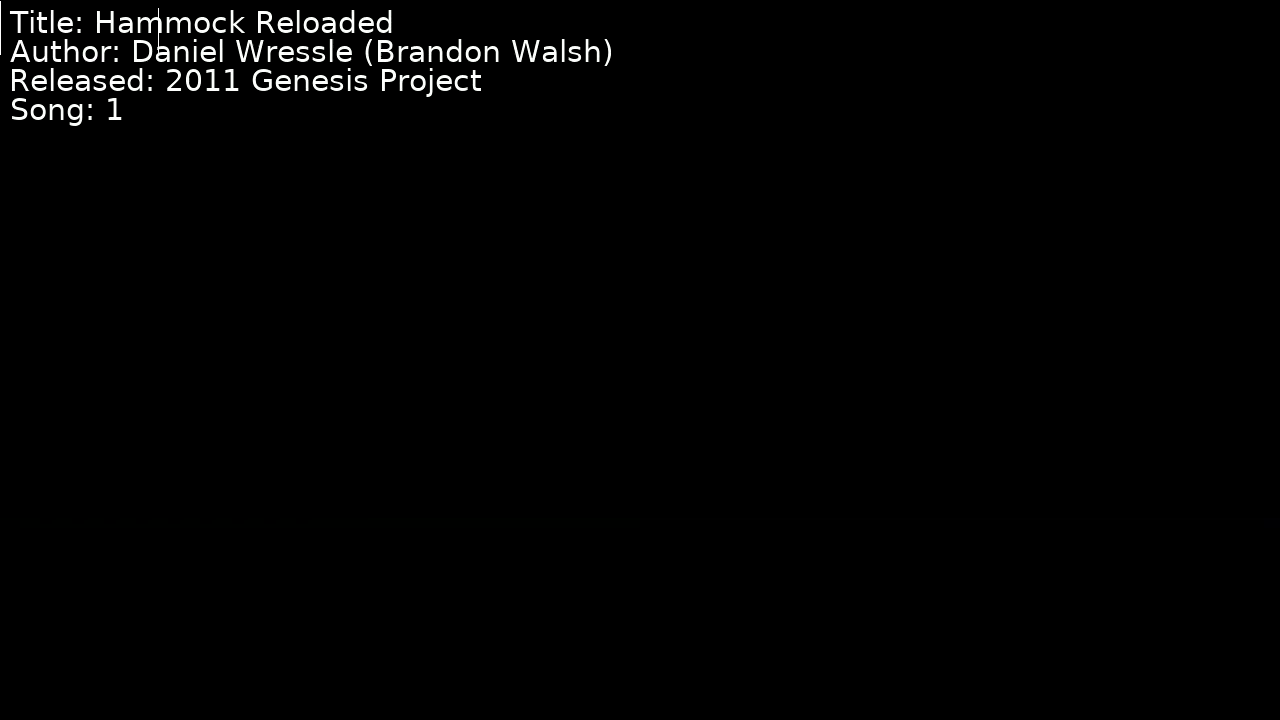 Title: Hammock Reloaded
Author: Daniel Wressle (Brandon Walsh)
Released: 2011 Genesis Project
Song: 1